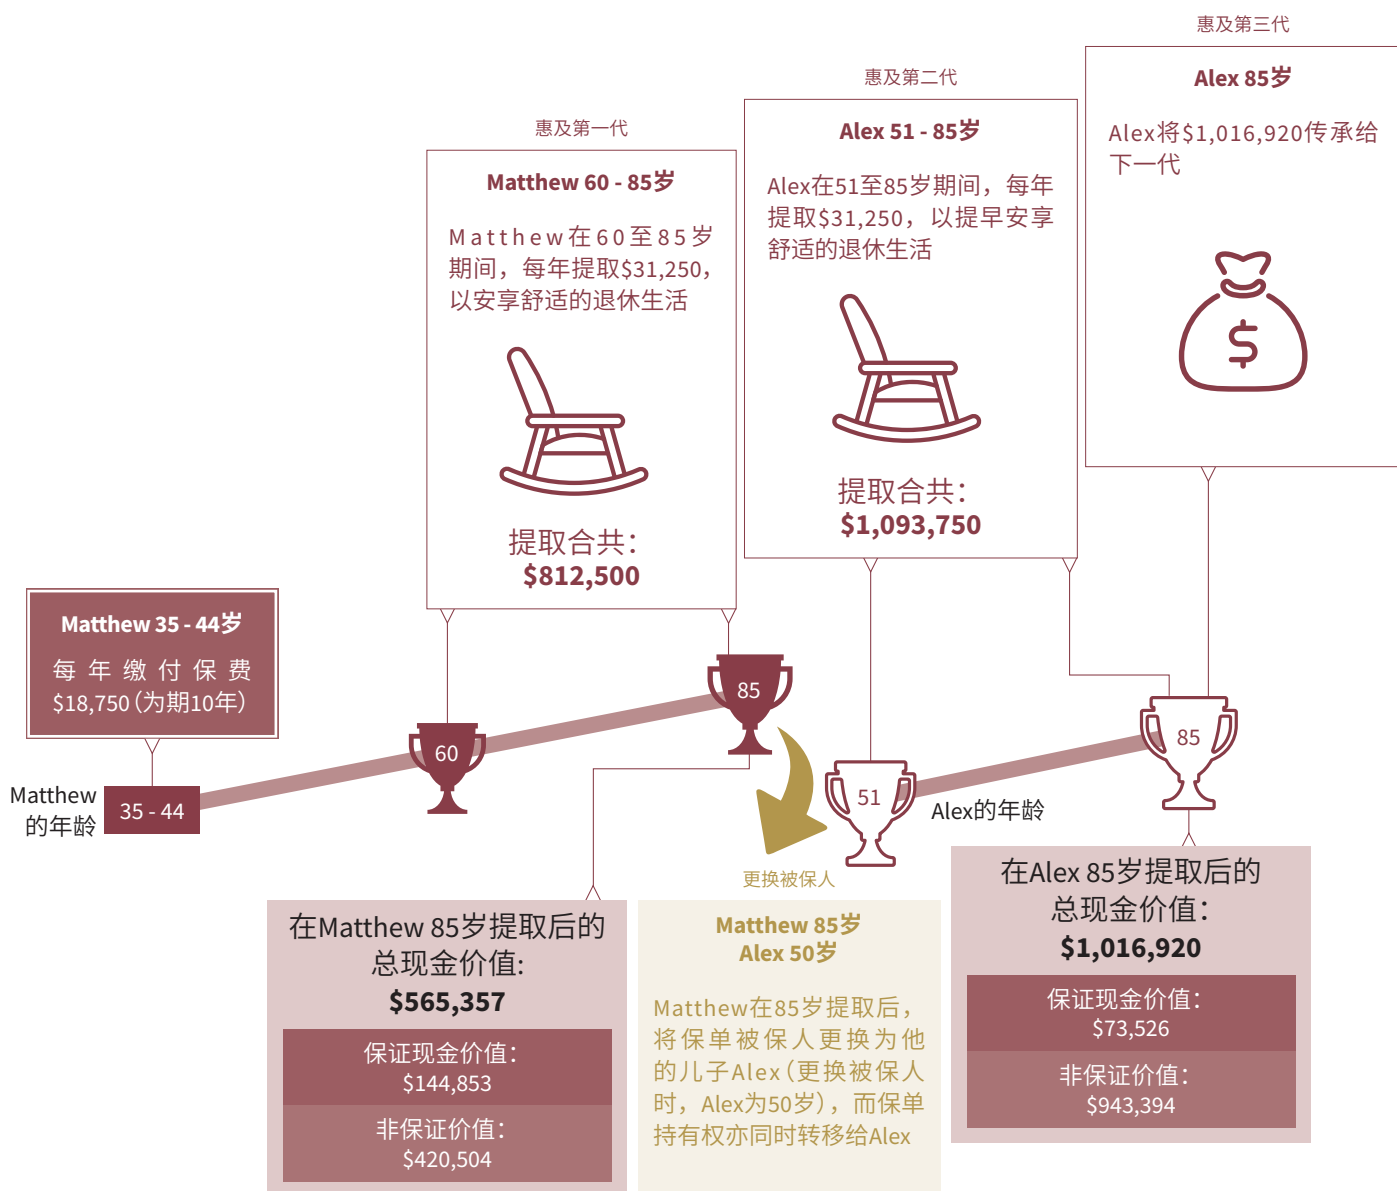 惠及第三代
Alex 85岁
Alex将$1,016,920传承给
下一代
惠及第二代
Alex 51 - 85岁
Alex在51至85岁期间，每年
提取$31,250，以提早安享
舒适的退休生活
提取合共：
$1,093,750
惠及第一代
Matthew 60 - 85岁
Matthew在60至85岁
期间，每年提取$31,250，
以安享舒适的退休生活
提取合共：
$812,500
Matthew 35 - 44岁
每年缴付保费
$18,750（为期10年）
Matthew
的年龄
35 - 44
60
85
51
Alex的年龄
85
更换被保人
Matthew 85岁
Alex 50岁
Matthew在85岁提取后，
将保单被保人更换为他
的儿子Alex（更换被保人
时，Alex为50岁），而保单
持有权亦同时转移给Alex
在Matthew 85岁提取后的
总现金价值:
$565,357
保证现金价值：
$144,853
非保证价值：
$420,504
在Alex 85岁提取后的
总现金价值：
$1,016,920
保证现金价值：
$73,526
非保证价值：
$943,394